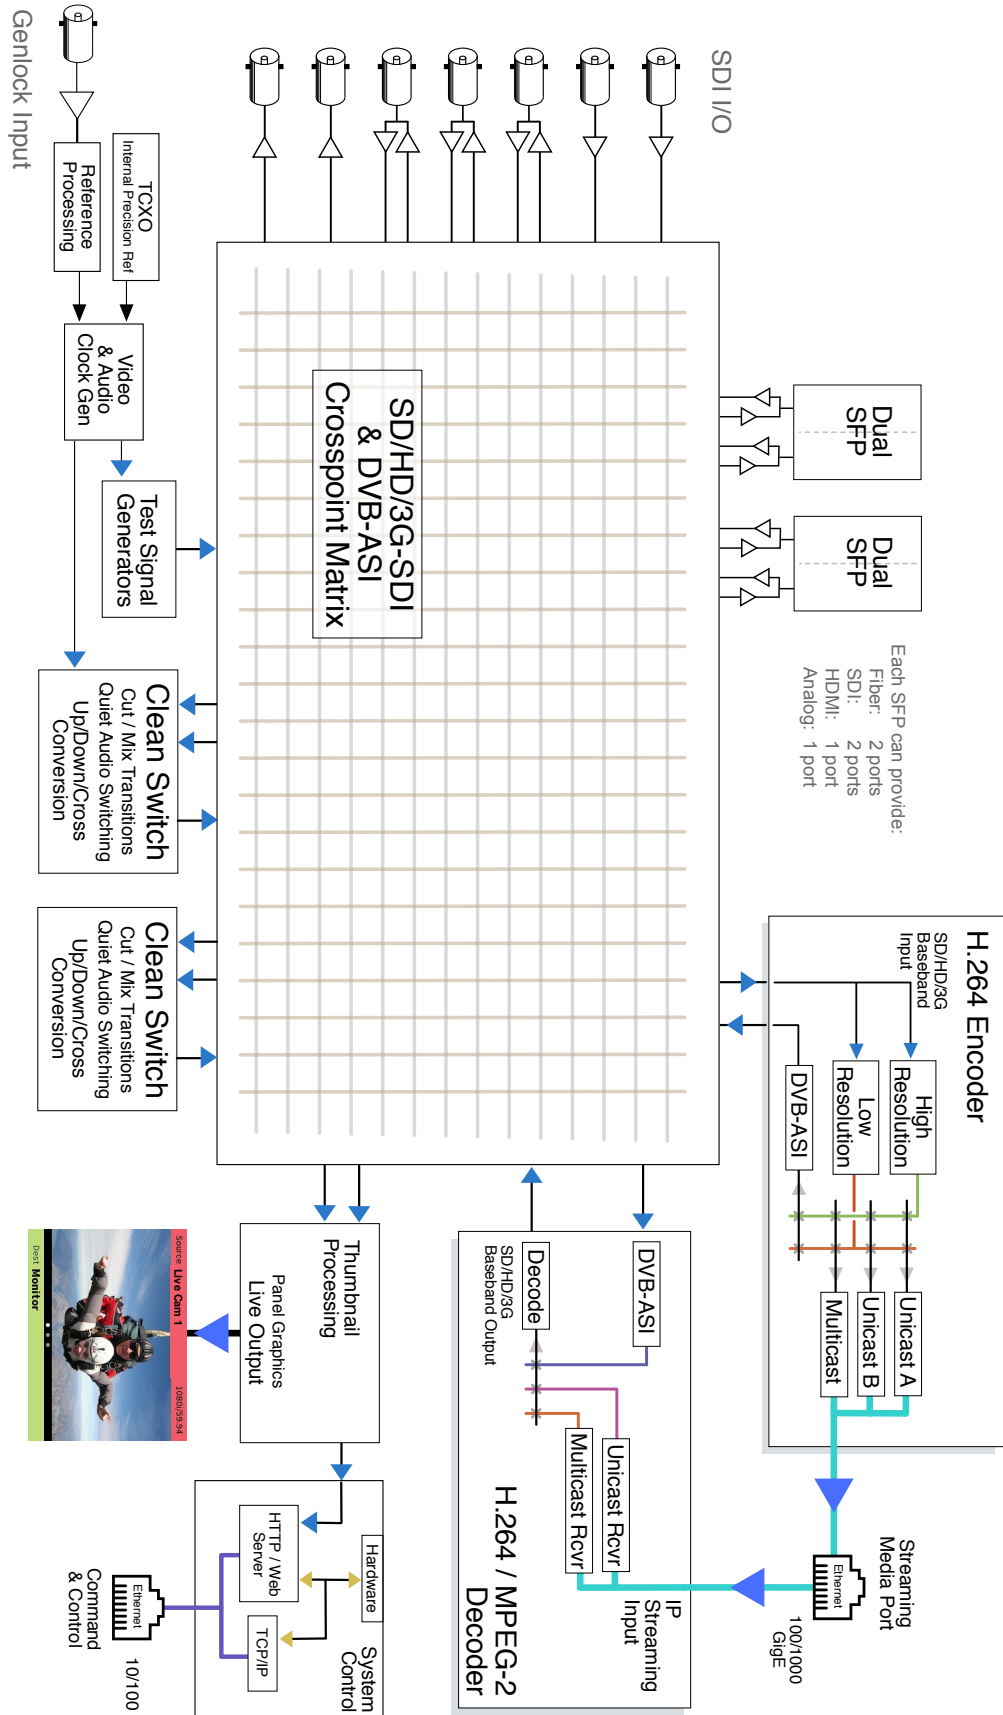 Genlock Input
SDI I/O
TCXO
Internal Precision Ref
Reference
Processing
Video
& Audio
Clock Gen
Test Signal
Generators
SD/HD/3G-SDI
& DVB-ASI
Crosspoint Matrix
Dual
SFP
Dual
SFP
Each SFP can provide:
Fiber: 2 ports
SDI: 2 ports
HDMI: 1 port
Analog: 1 port
Clean Switch
Cut / Mix Transitions
Quiet Audio Switching
Up/Down/Cross
Conversion
Clean Switch
Cut / Mix Transitions
Quiet Audio Switching
Up/Down/Cross
Conversion
H.264 Encoder
SD/HD/3G
Baseband
Input
High
Resolution
Low
Resolution
DVB-ASI
Unicast A
Unicast B
Multicast
Streaming
Media Port
Ethernet
100/1000
GigE
DVB-ASI
Decode
SD/HD/3G
Baseband Output
Unicast Rcvr
Multicast Rcvr
IP
Streaming
Input
H.264 / MPEG-2
Decoder
Thumbnail
Processing
Panel Graphics
Live Output
Source Live Cam 1 1080i/59.94
Dest Monitor
Hardware
HTTP / Web
Server
TCP/IP
System
Control
Ethernet
Command
& Control
10/100